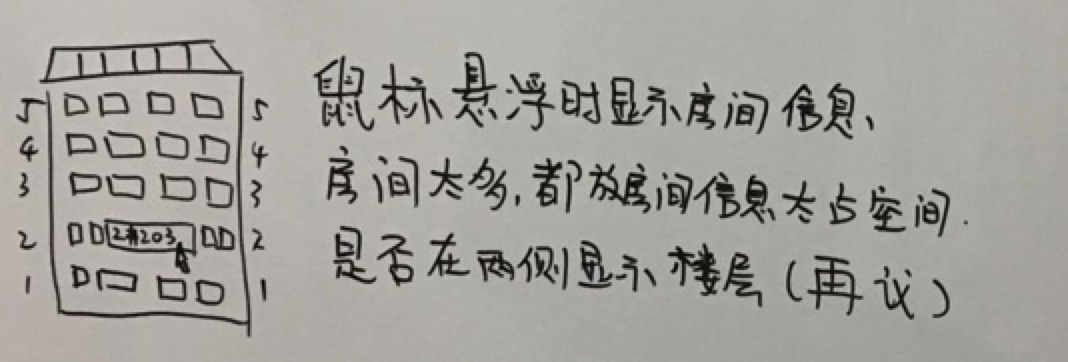 5 5
4 4
3 3
2 2#203 2
1 1
鼠标悬浮时显示房间信息、
房间太多,都放房间信息太占空间.
是否在两侧显示楼层(再议)